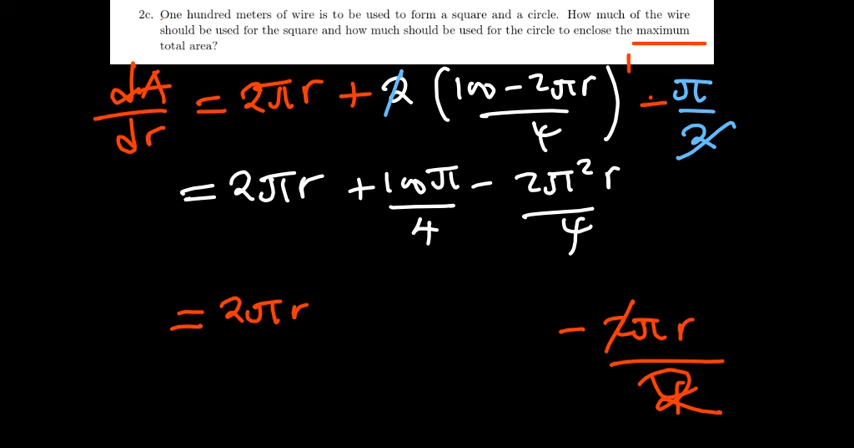 2c. One hundred meters of wire is to be used to form a square and a circle. How much of the wire
should be used for the square and how much should be used for the circle to enclose the maximum
total area?
dA/dr = 2πr + 2 ((100 - 2πr)/4)^1 - π/2
= 2πr + 100π/4 - 2π²r/4
= 2πr - 2πr